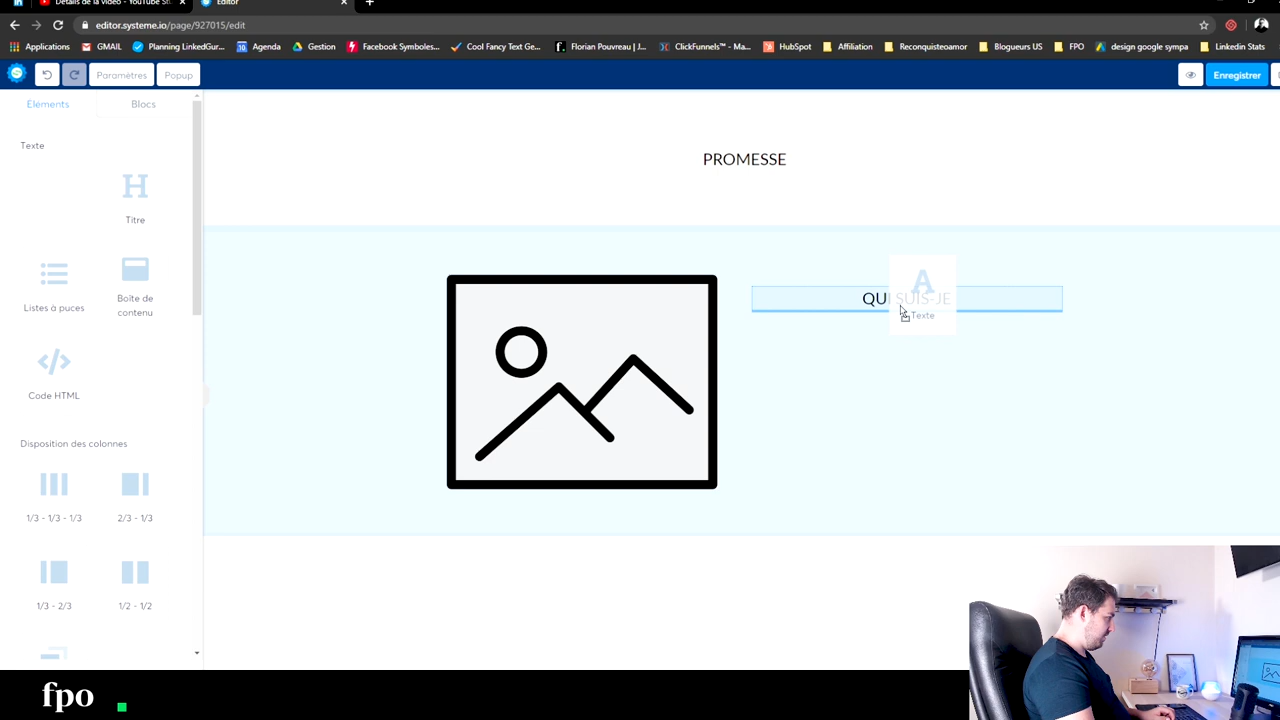 Détails de la vidéo - YouTube St
Editor
editor.systeme.io/page/927015/edit
Applications
GMAIL
Planning LinkedGur...
Agenda
Gestion
Facebook Symboles...
Cool Fancy Text Ge...
Florian Pouvreau | J...
ClickFunnels™ - Ma...
HubSpot
Affiliation
Reconquisteamor
Blogueurs US
FPO
design google sympa
Linkedin Stats
Paramètres
Popup
Enregistrer
Éléments
Blocs
Texte
Titre
Listes à puces
Boîte de
contenu
Code HTML
Disposition des colonnes
1/3 - 1/3 - 1/3
2/3 - 1/3
1/3 - 2/3
1/2 - 1/2
PROMESSE
QUI SUIS-JE
Texte
fpo